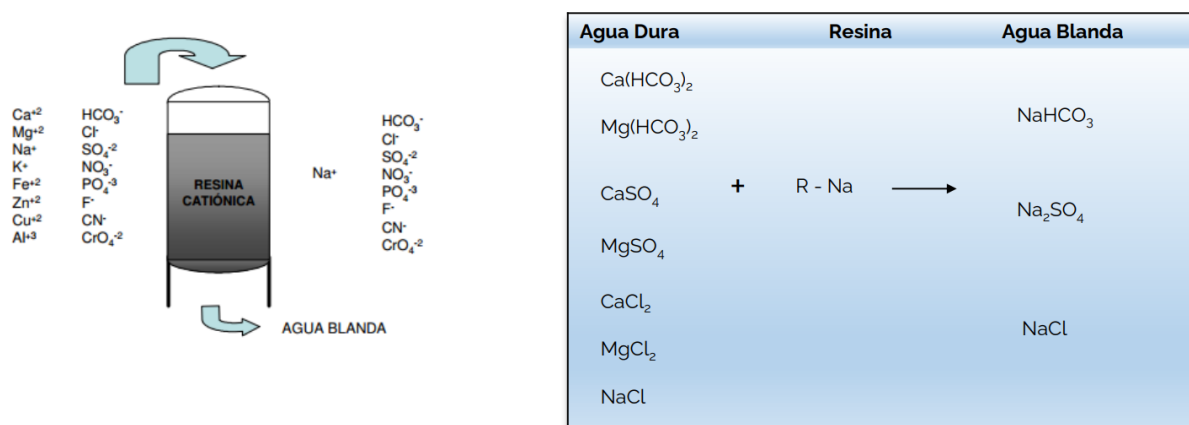 Ca⁺² HCO₃⁻
Mg⁺² Cl⁻
Na⁺ SO₄⁻²
K⁺ NO₃⁻
Fe⁺² PO₄⁻³
Zn⁺² F⁻
Cu⁺² CN⁻
Al⁺³ CrO₄⁻²
RESINA
CATIÓNICA
Na⁺
HCO₃⁻
Cl⁻
SO₄⁻²
NO₃⁻
PO₄⁻³
F⁻
CN⁻
CrO₄⁻²
AGUA BLANDA
Agua Dura Resina Agua Blanda
Ca(HCO₃)₂
Mg(HCO₃)₂
CaSO₄
MgSO₄
CaCl₂
MgCl₂
NaCl
+ R - Na ⟶
NaHCO₃
Na₂SO₄
NaCl